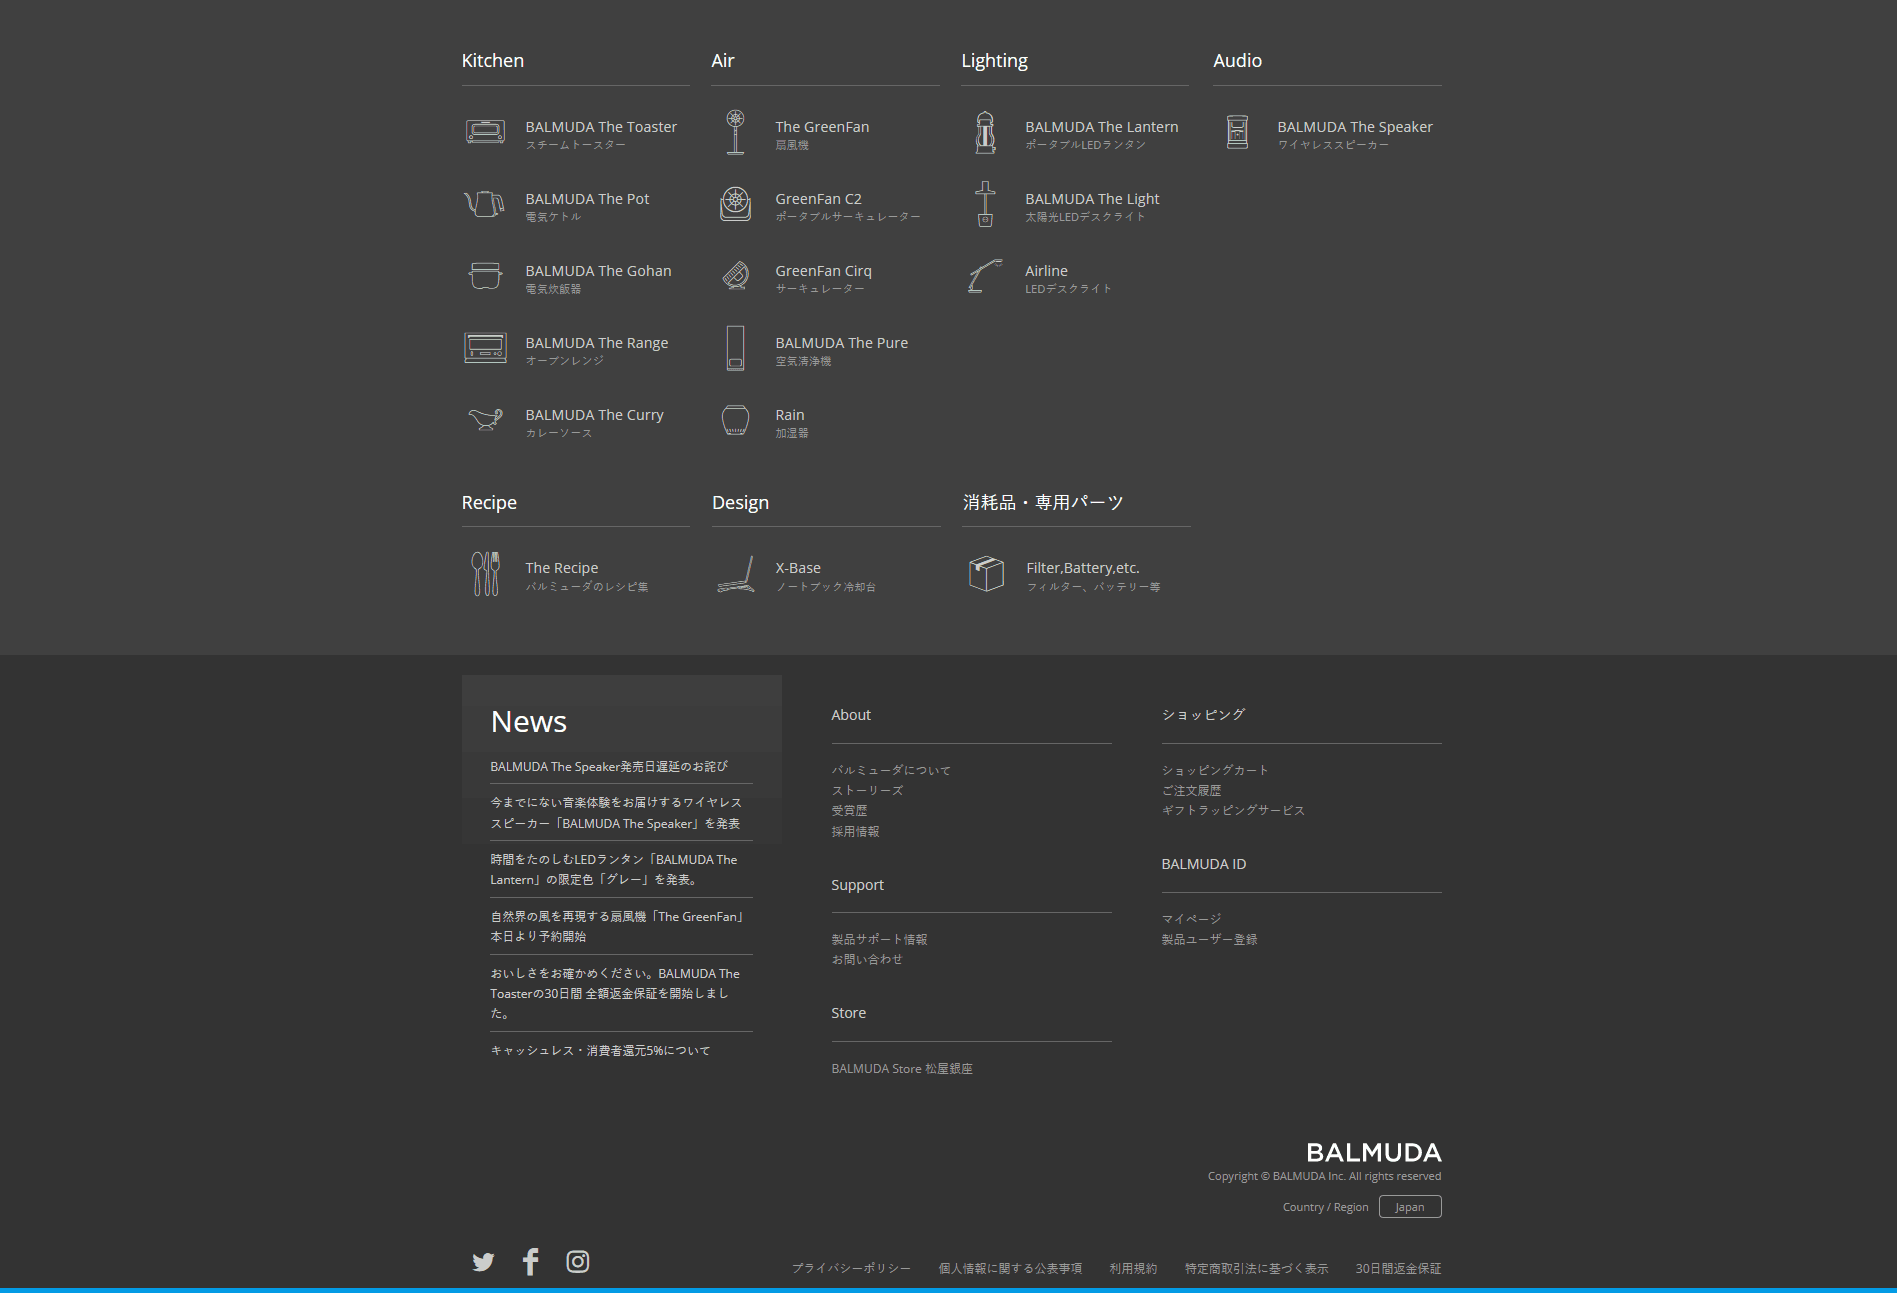 Kitchen
BALMUDA The Toaster
スチームトースター
BALMUDA The Pot
電気ケトル
BALMUDA The Gohan
電気炊飯器
BALMUDA The Range
オーブンレンジ
BALMUDA The Curry
カレーソース
Air
The GreenFan
扇風機
GreenFan C2
ポータブルサーキュレーター
GreenFan Cirq
サーキュレーター
BALMUDA The Pure
空気清浄機
Rain
加湿器
Lighting
BALMUDA The Lantern
ポータブルLEDランタン
BALMUDA The Light
太陽光LEDデスクライト
Airline
LEDデスクライト
Audio
BALMUDA The Speaker
ワイヤレススピーカー
Recipe
The Recipe
バルミューダのレシピ集
Design
X-Base
ノートブック冷却台
消耗品・専用パーツ
Filter,Battery,etc.
フィルター、バッテリー等
News
BALMUDA The Speaker発売日遅延のお詫び
今までにない音楽体験をお届けするワイヤレス
スピーカー「BALMUDA The Speaker」を発表
時間をたのしむLEDランタン「BALMUDA The
Lantern」の限定色「グレー」を発表。
自然界の風を再現する扇風機「The GreenFan」
本日より予約開始
おいしさをお確かめください。BALMUDA The
Toasterの30日間 全額返金保証を開始しまし
た。
キャッシュレス・消費者還元5%について
About
バルミューダについて
ストーリーズ
受賞歴
採用情報
Support
製品サポート情報
お問い合わせ
Store
BALMUDA Store 松屋銀座
ショッピング
ショッピングカート
ご注文履歴
ギフトラッピングサービス
BALMUDA ID
マイページ
製品ユーザー登録
BALMUDA
Copyright © BALMUDA Inc. All rights reserved
Country / Region Japan
プライバシーポリシー 個人情報に関する公表事項 利用規約 特定商取引法に基づく表示 30日間返金保証